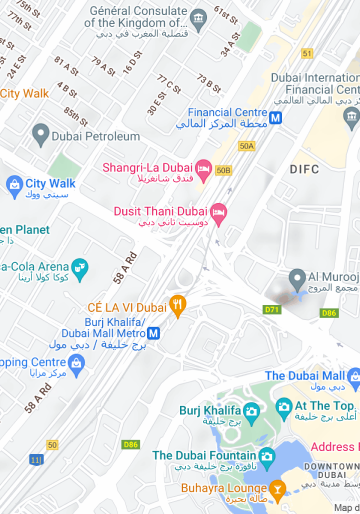 Général Consulate
of the Kingdom of...
قنصلية المغرب في دبي
61st St
75th St
77th St
79 A St
16 D St
34 A St
24 E St
81 A St
4 B St
77 C St
73 B St
51
Dubai Internation
Financial Centr
دبي المالي العالمي
City Walk
85th St
30 E St
Financial Centre
محطة المركز المالي
Dubai Petroleum
50A
Shangri-La Dubai
فندق شانغريلا
50B
DIFC
City Walk
سيتي ووك
Dusit Thani Dubai
دوسيت ثاني دبي
en Planet
a-Cola Arena
كوكا كولا أرينا
58 A Rd
Al Murooj
مجمع المروج
CÉ LA VI Dubai
D71
D86
Burj Khalifa/
Dubai Mall Metro
برج خليفة / دبي مول
pping Centre
مركز مزايا
The Dubai Mall
دبي مول
58 A Rd
Burj Khalifa
برج خليفة
At The Top,
أعلى برج خليفة
50
D86
11
Address
The Dubai Fountain
نافورة برج خليفة دبي
DOWNTOWN
DUBAI
وسط مدينة دبي
Buhayra Lounge
صالة بحيرة
Map d